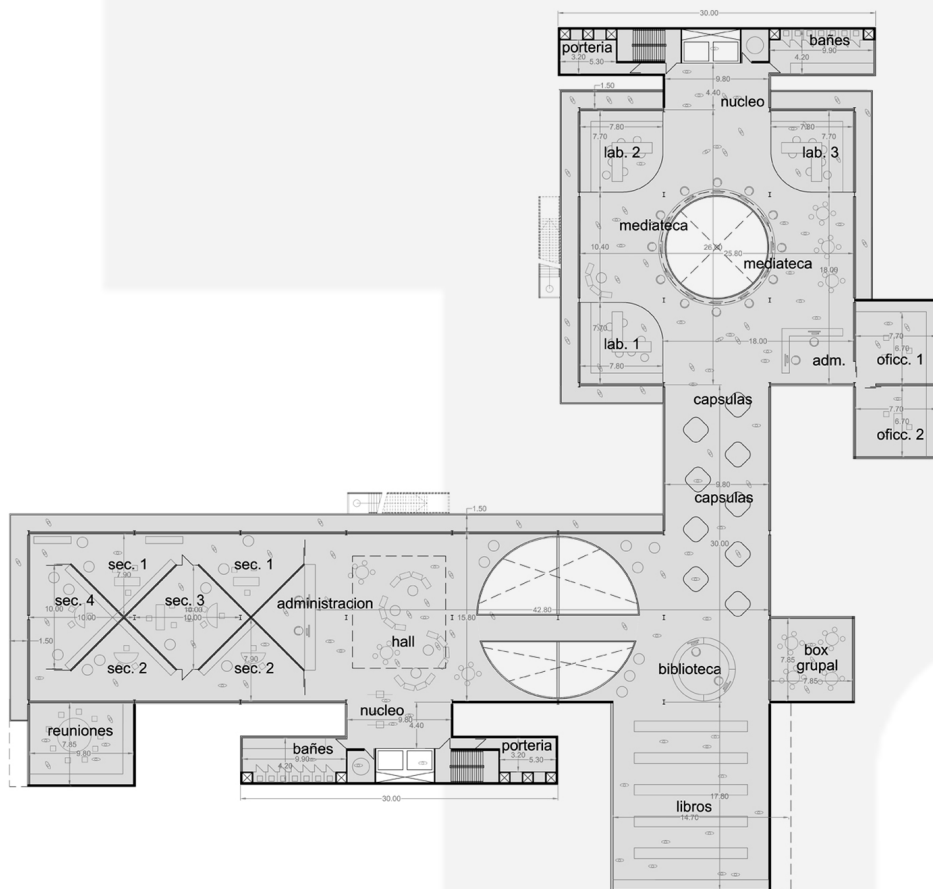 30.00
porteria
3.20
5.30
bañes
9.90
4.20
9.80
4.40
1.50
nucleo
7.80
7.70
lab. 2
7.80
7.70
lab. 3
mediateca
10.40
25.80
mediateca
18.00
7.70
lab. 1
7.80
18.00
adm.
7.70
6.70
oficc. 1
7.70
6.70
oficc. 2
capsulas
9.80
capsulas
30.00
1.50
sec. 1
7.90
sec. 1
sec. 4
10.00
10.00
sec. 3
10.00
10.00
administracion
42.80
15.80
hall
1.50
sec. 2
7.90
sec. 2
biblioteca
box
grupal
7.85
7.85
reuniones
7.85
9.80
nucleo
9.80
4.40
bañes
9.90
4.20
porteria
3.20
5.30
30.00
libros
17.80
14.70